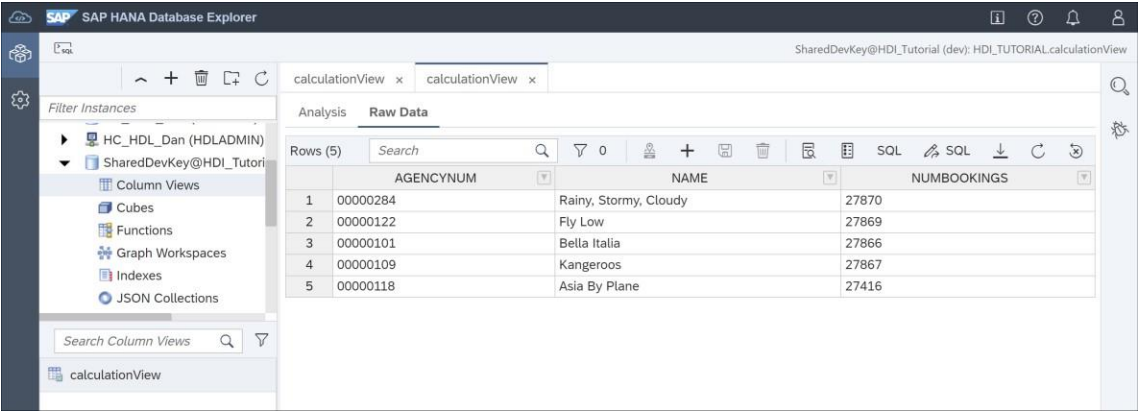 SAP SAP HANA Database Explorer
SQL
SharedDevKey@HDI_Tutorial (dev): HDI_TUTORIAL.calculationView
Filter Instances
HC_HDL_Dan (HDLADMIN)
SharedDevKey@HDI_Tutori
Column Views
Cubes
Functions
Graph Workspaces
Indexes
JSON Collections
Search Column Views
calculationView
calculationView × calculationView ×
Analysis Raw Data
Rows (5) Search 0 SQL SQL
AGENCYNUM NAME NUMBOOKINGS
1 00000284 Rainy, Stormy, Cloudy 27870
2 00000122 Fly Low 27869
3 00000101 Bella Italia 27866
4 00000109 Kangeroos 27867
5 00000118 Asia By Plane 27416